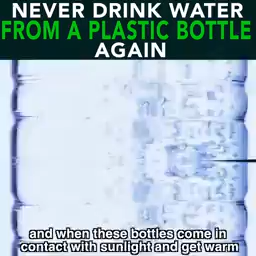 NEVER DRINK WATER
FROM A PLASTIC BOTTLE
AGAIN
and when these bottles come in
contact with sunlight and get warm